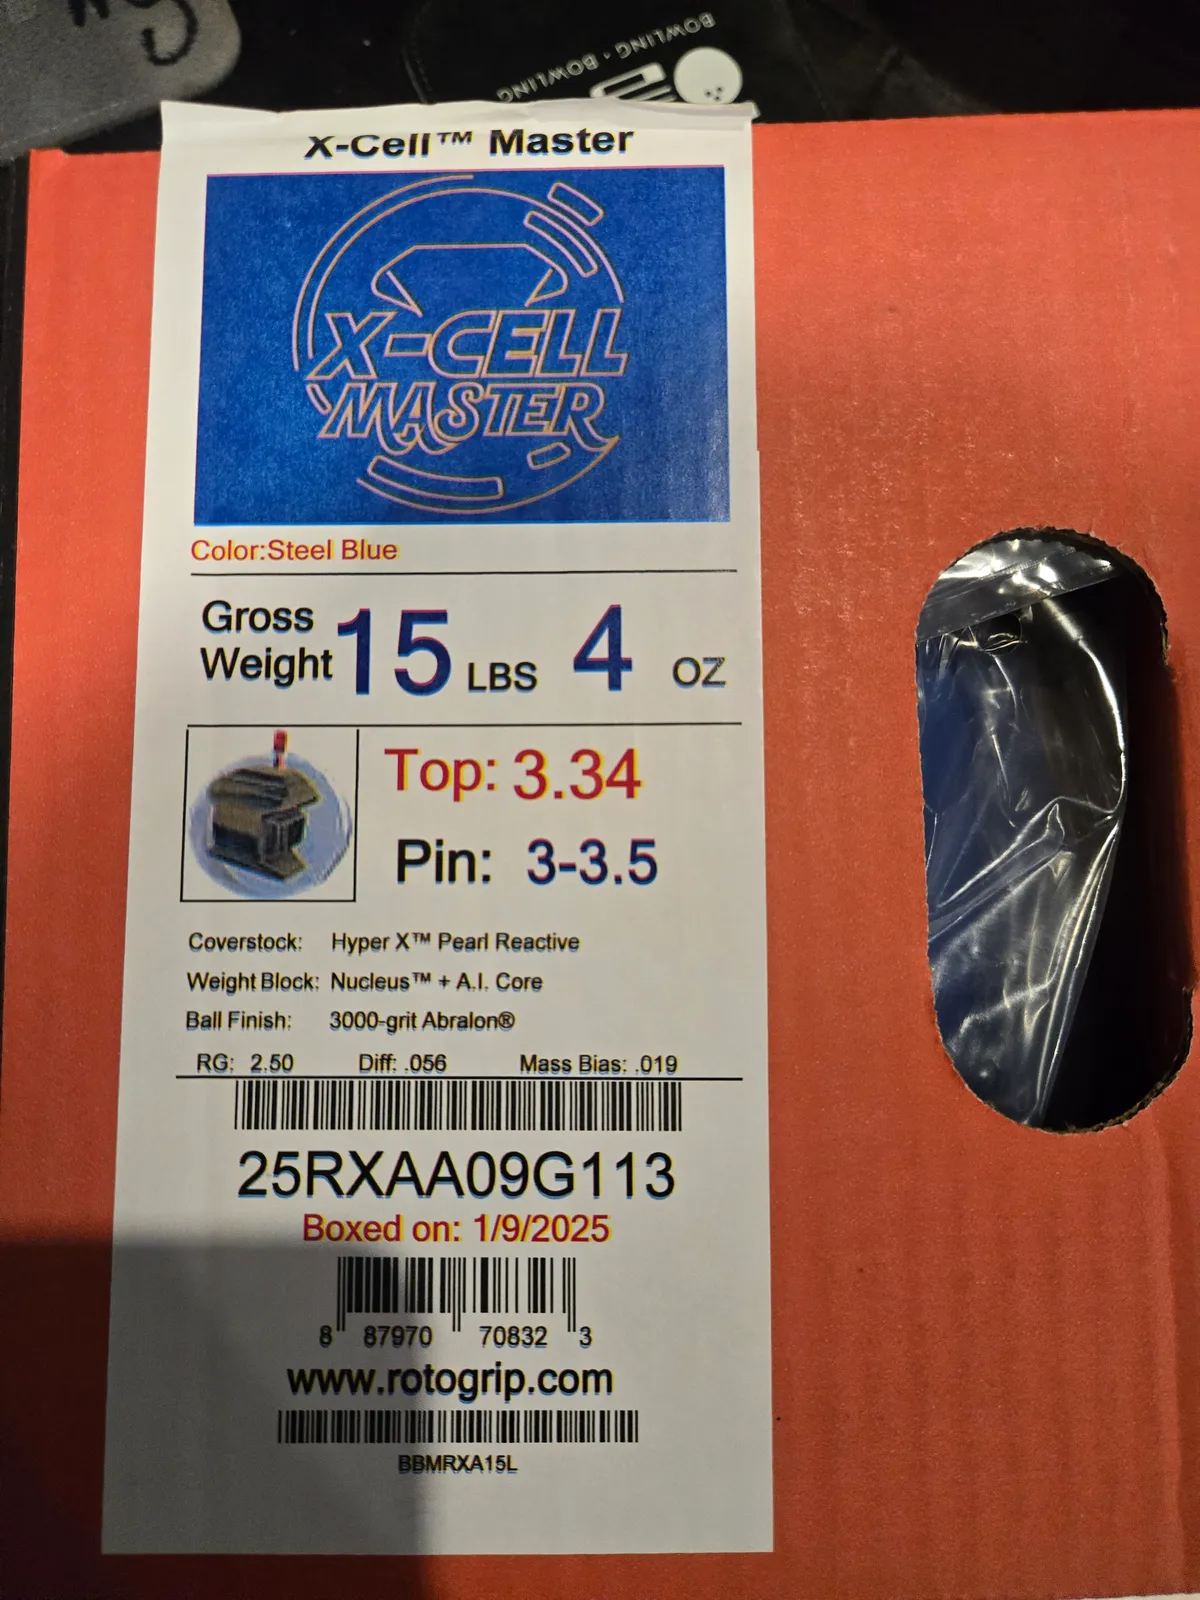 BOWLING • BOWLING
X-Cell™ Master
X-CELL
MASTER
Color:Steel Blue
Gross Weight 15 LBS 4 OZ
Top: 3.34
Pin: 3-3.5
Coverstock: Hyper X™ Pearl Reactive
Weight Block: Nucleus™ + A.I. Core
Ball Finish: 3000-grit Abralon®
RG: 2.50 Diff: .056 Mass Bias: .019
25RXAA09G113
Boxed on: 1/9/2025
8 87970 70832 3
www.rotogrip.com
BBMRXA15L